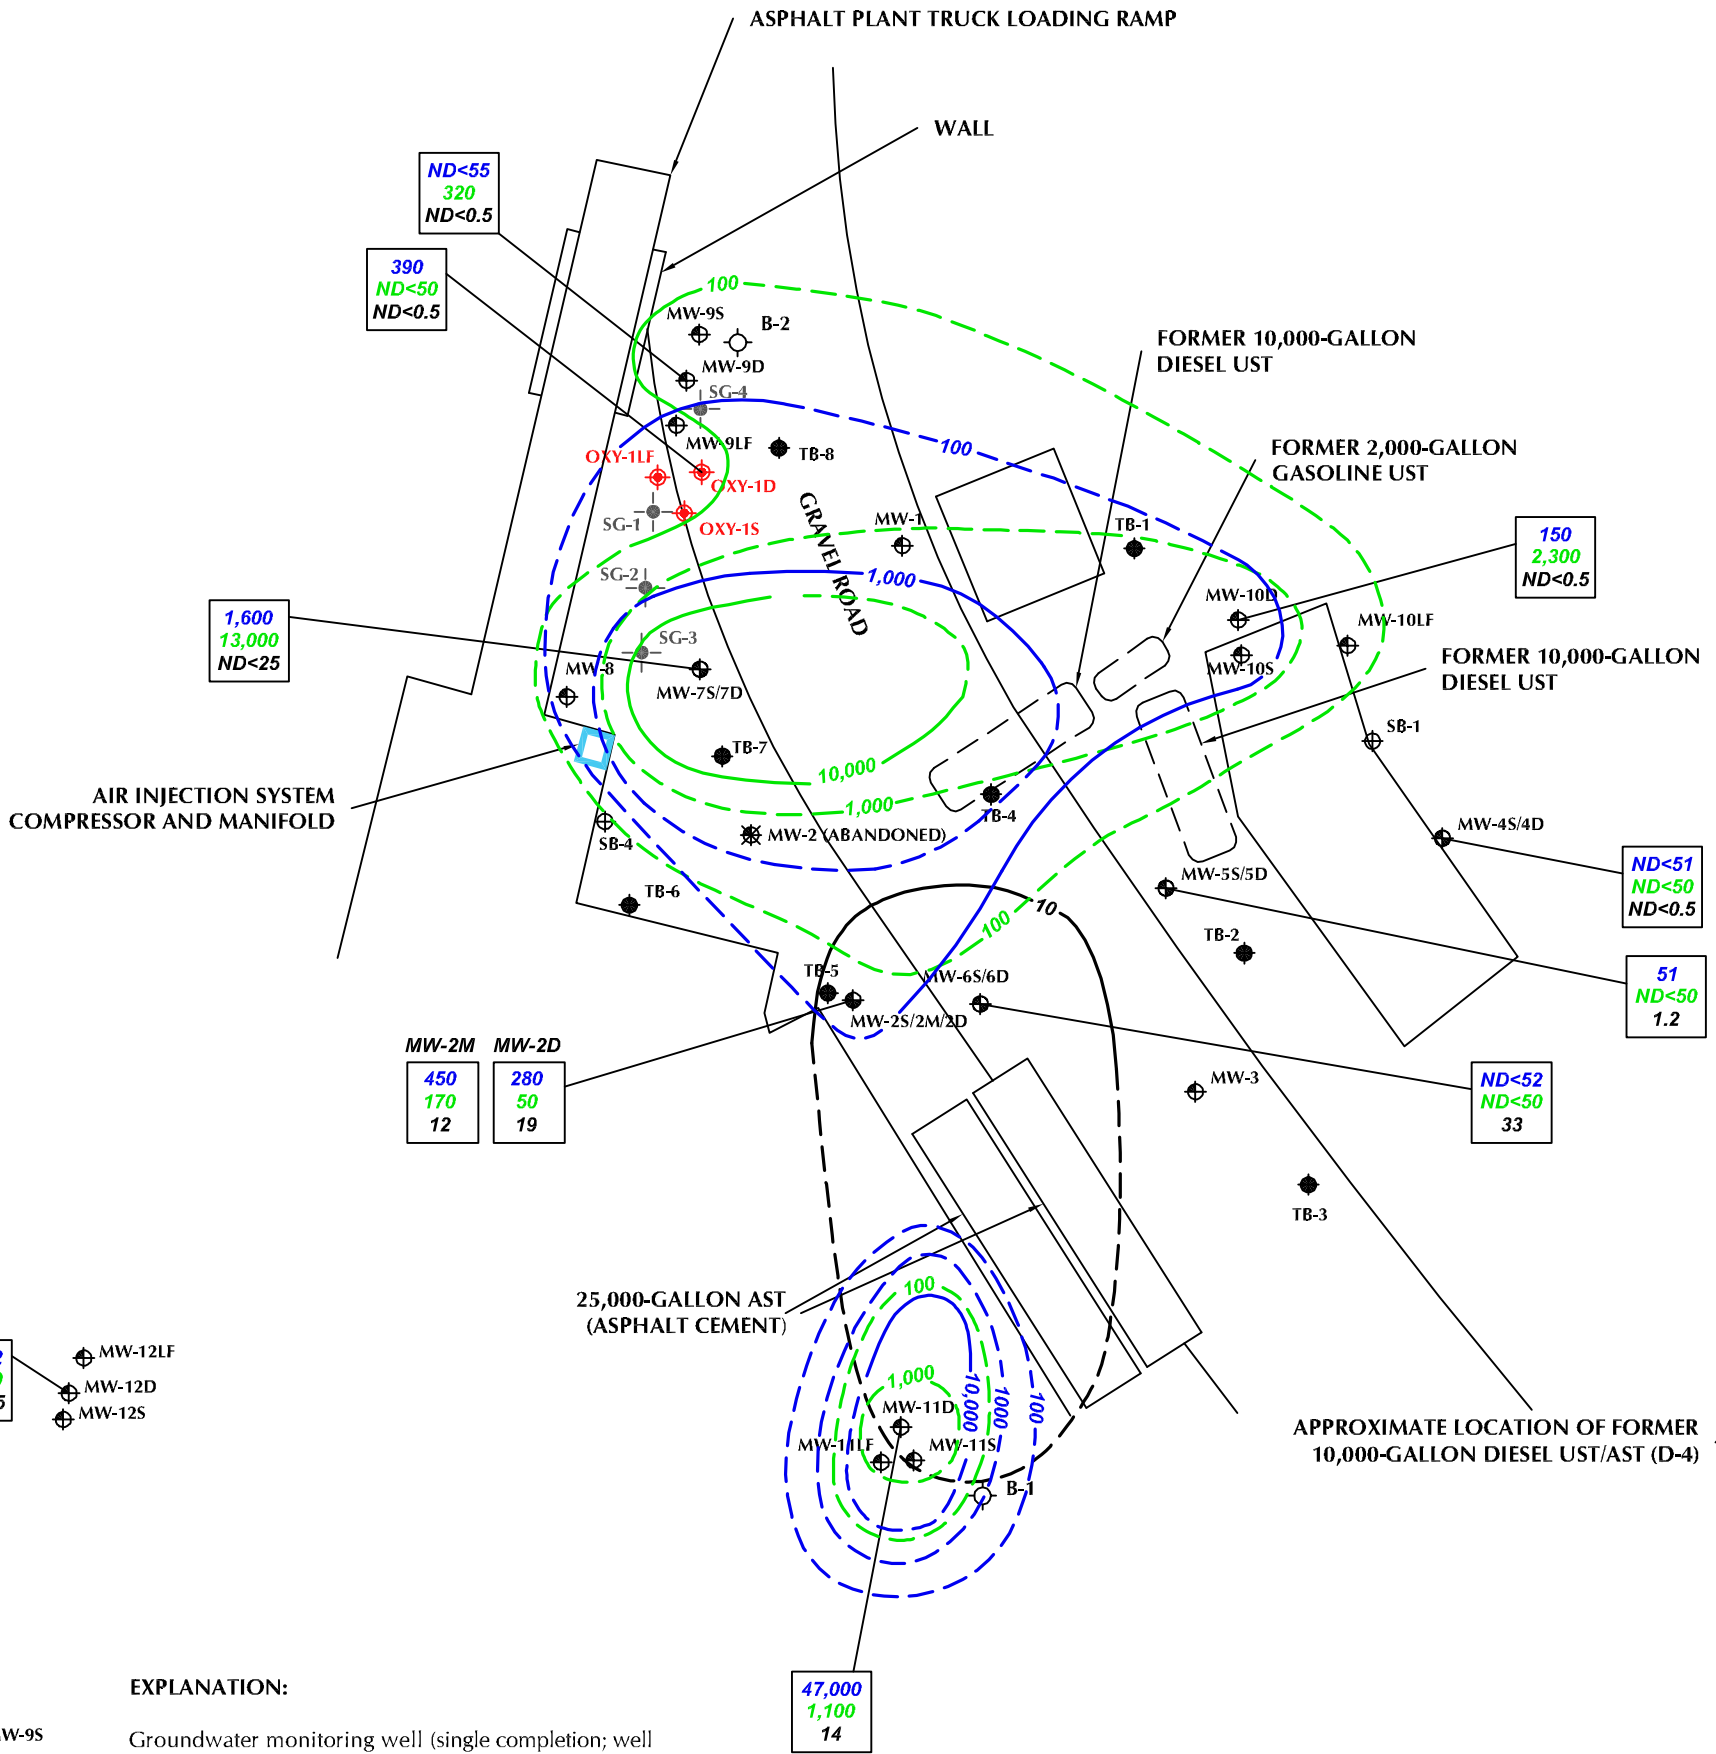 ASPHALT PLANT TRUCK LOADING RAMP
WALL
ND<55
320
ND<0.5
390
ND<50
ND<0.5
100
MW-9S
B-2
MW-9D
SG-4
MW-9LF
TB-8
OXY-1LF
OXY-1D
SG-1
OXY-1S
100
FORMER 10,000-GALLON
DIESEL UST
FORMER 2,000-GALLON
GASOLINE UST
GRAVEL ROAD
MW-1
TB-1
150
2,300
ND<0.5
SG-2
1,000
MW-10D
MW-10LF
MW-10S
FORMER 10,000-GALLON
DIESEL UST
1,600
13,000
ND<25
SG-3
MW-8
MW-7S/7D
TB-7
10,000
1,000
SB-1
AIR INJECTION SYSTEM
COMPRESSOR AND MANIFOLD
SB-4
MW-2 (ABANDONED)
TB-4
MW-4S/4D
ND<51
ND<50
ND<0.5
TB-6
MW-5S/5D
10
100
TB-2
51
ND<50
1.2
TB-5
MW-6S/6D
MW-2S/2M/2D
MW-2M
MW-2D
450
170
12
280
50
19
MW-3
ND<52
ND<50
33
TB-3
25,000-GALLON AST
(ASPHALT CEMENT)
100
1,000
10,000
1000
100
MW-11D
MW-11LF
MW-11S
B-1
MW-12LF
MW-12D
MW-12S
APPROXIMATE LOCATION OF FORMER
10,000-GALLON DIESEL UST/AST (D-4)
47,000
1,100
14
EXPLANATION:
Groundwater monitoring well (single completion; well